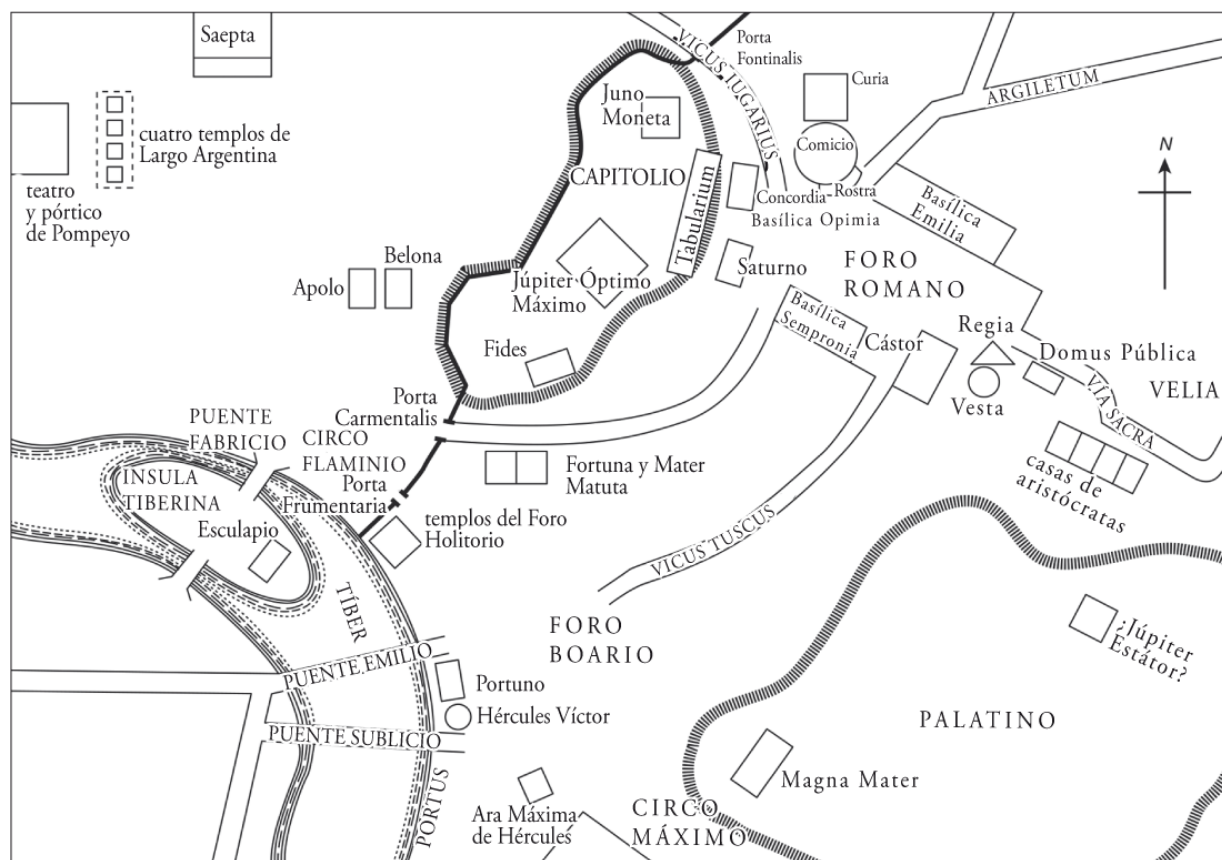 Saepta
cuatro templos de
Largo Argentina
teatro
y pórtico
de Pompeyo
VICUS IUGARIUS
Porta
Fontinalis
Curia
ARGILETUM
N
Juno
Moneta
CAPITOLIO
Comicio
Tabularium
Concordia
Rostra
Basílica Opimia
Basílica
Emilia
Belona
Apolo
Júpiter Óptimo
Máximo
Saturno
FORO
ROMANO
Basílica
Sempronia
Cástor
Regia
Domus Pública
VELIA
Vesta
VÍA SACRA
Fides
Porta
Carmentalis
PUENTE
FABRICIO
CIRCO
FLAMINIO
Porta
Frumentaria
INSULA
TIBERINA
Esculapio
Fortuna y Mater
Matuta
templos del Foro
Holitorio
casas de
aristócratas
VICUS TUSCUS
TÍBER
FORO
BOARIO
¿Júpiter
Estátor?
PUENTE EMILIO
Portuno
Hércules Víctor
PUENTE SUBLICIO
PALATINO
PORTUS
Magna Mater
Ara Máxima
de Hércules
CIRCO
MÁXIMO